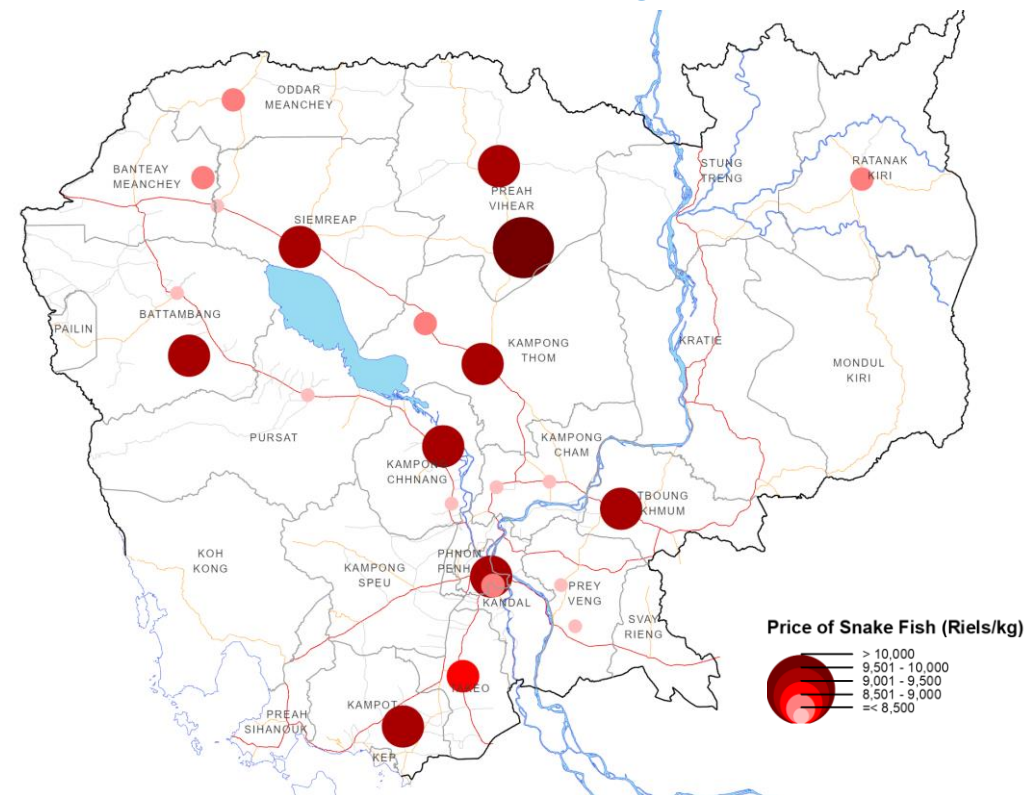 ODDAR
MEANCHEY
BANTEAY
MEANCHEY
STUNG
TRENG
RATANAK
KIRI
PREAH
VIHEAR
SIEMREAP
BATTAMBANG
PAILIN
KAMPONG
THOM
KRATIE
MONDUL
KIRI
PURSAT
KAMPONG
CHAM
KAMPONG
CHHNANG
TBOUNG
KHMUM
KOH
KONG
KAMPONG
SPEU
PHNOM
PENH
KANDAL
PREY
VENG
SVAY
RIENG
TAKEO
KAMPOT
PREAH
SIHANOUK
KEP
Price of Snake Fish (Riels/kg)
> 10,000
9,501 - 10,000
9,001 - 9,500
8,501 - 9,000
=< 8,500